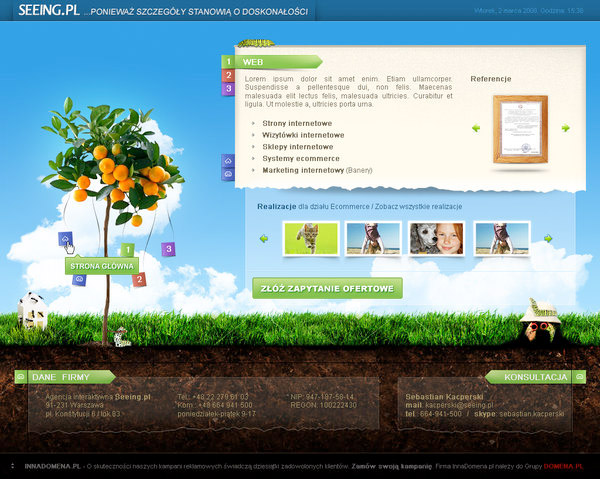 SEEING.PL ...PONIEWAŻ SZCZEGÓŁY STANOWIĄ O DOSKONAŁOŚCI
Wtorek, 2 marca 2008, Godzina: 15:38
1
2
3
WEB
Lorem ipsum dolor sit amet enim. Etiam ullamcorper.
Suspendisse a pellentesque dui, non felis. Maecenas
malesuada elit lectus felis, malesuada ultricies. Curabitur et
ligula. Ut molestie a, ultricies porta urna.
Strony internetowe
Wizytówki internetowe
Sklepy internetowe
Systemy ecommerce
Marketing internetowy (Banery)
Referencje
Realizacje dla działu Ecommerce / Zobacz wszystkie realizacje
1
3
STRONA GŁÓWNA
2
ZŁÓŻ ZAPYTANIE OFERTOWE
DANE FIRMY
Agencja interaktywna Seeing.pl
91-231 Warszawa
pl. Konstytucji 6 / lok 83
Tel.: +48 22 279 61 03
Kom.: +48 664 941-500
poniedziałek-piątek 9-17
NIP: 947-187-59-14
REGON: 100222430
KONSULTACJA
Sebastian Kacperski
mail: kacperski@seeing.pl
tel.: 664-941-500 / skype: sebastian.kacperski
INNADOMENA.PL - O skuteczności naszych kampani reklamowych świadczą dziesiątki zadowolonych klientów. Zamów swoją kampanię. Firma InnaDomena.pl należy do Grupy DOMENA.PL